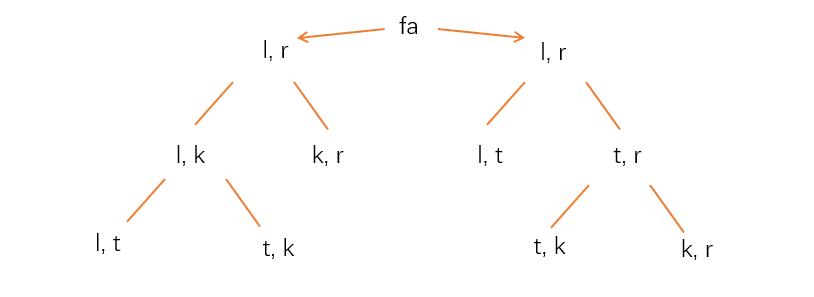 fa
l, r l, r
l, k k, r l, t t, r
l, t t, k t, k k, r